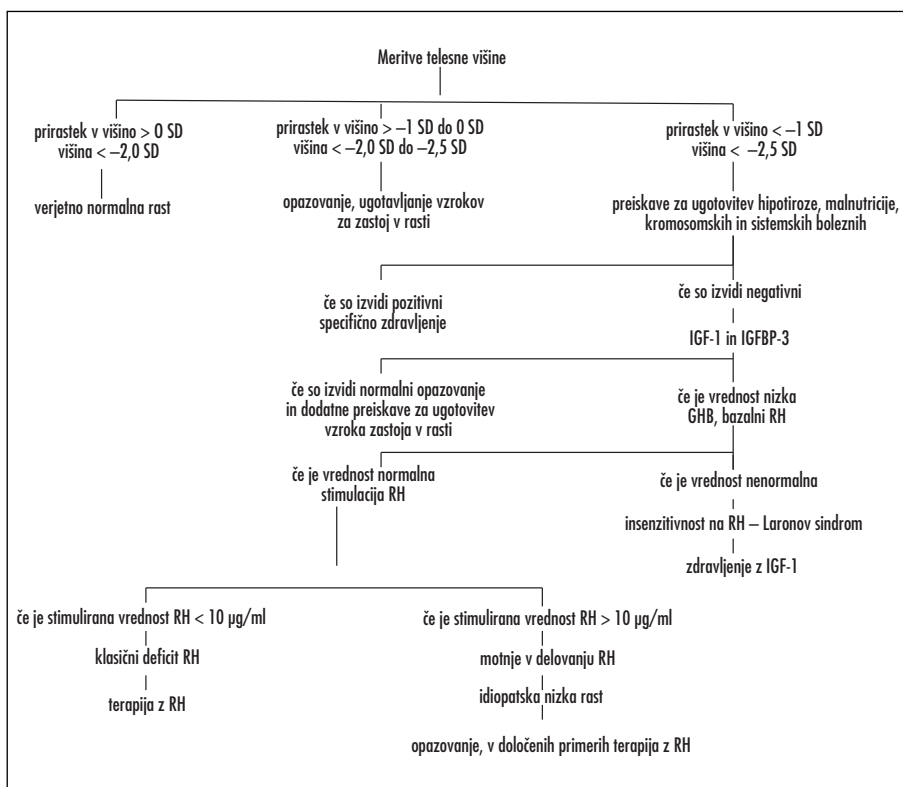 Meritve telesne višine
prirastek v višino > 0 SD
višina < –2,0 SD
prirastek v višino > –1 SD do 0 SD
višina < –2,0 SD do –2,5 SD
prirastek v višino < –1 SD
višina < –2,5 SD
verjetno normalna rast
opazovanje, ugotavljanje vzrokov
za zastoj v rasti
preiskave za ugotovitev hipotiroze, malnutricije,
kromosomskih in sistemskih boleznih
če so izvidi pozitivni
specifično zdravljenje
če so izvidi negativni
IGF-1 in IGFBP-3
če so izvidi normalni opazovanje
in dodatne preiskave za ugotovitev
vzroka zastoja v rasti
če je vrednost nizka
GHB, bazalni RH
če je vrednost normalna
stimulacija RH
če je vrednost nenormalna
insenzitivnost na RH – Laronov sindrom
zdravljenje z IGF-1
če je stimulirana vrednost RH < 10 µg/ml
klasični deficit RH
terapija z RH
če je stimulirana vrednost RH > 10 µg/ml
motnje v delovanju RH
idiopatska nizka rast
opazovanje, v določenih primerih terapija z RH